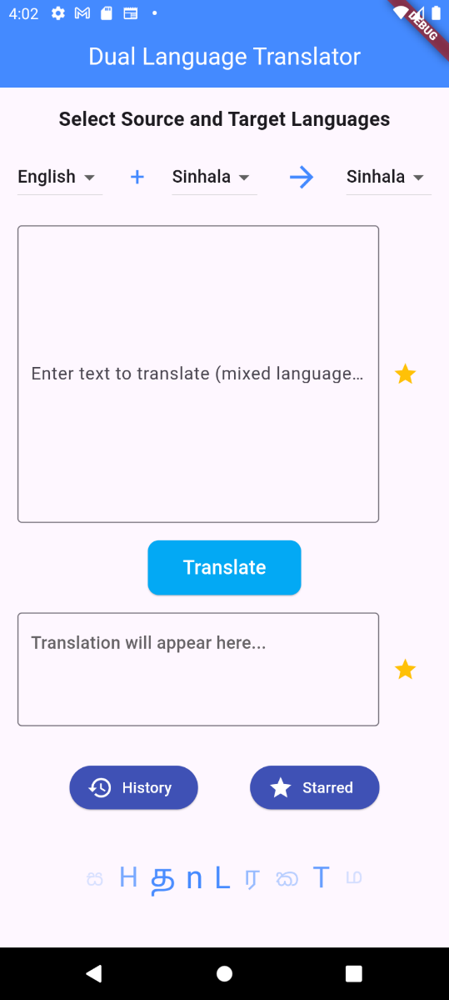 4:02
DEBUG
Dual Language Translator
Select Source and Target Languages
English + Sinhala → Sinhala
Enter text to translate (mixed language...
Translate
Translation will appear here...
History
Starred
ස H த n L ர ක T ம